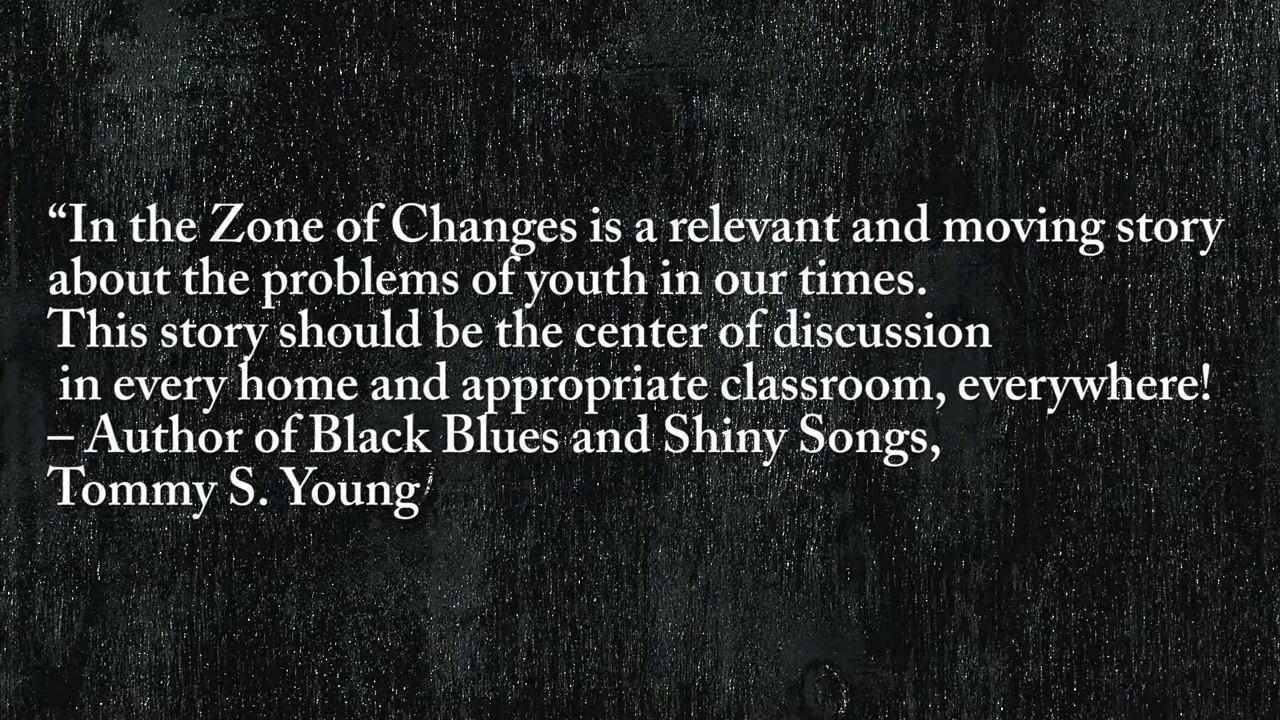 “In the Zone of Changes is a relevant and moving story
about the problems of youth in our times.
This story should be the center of discussion
in every home and appropriate classroom, everywhere!
– Author of Black Blues and Shiny Songs,
Tommy S. Young